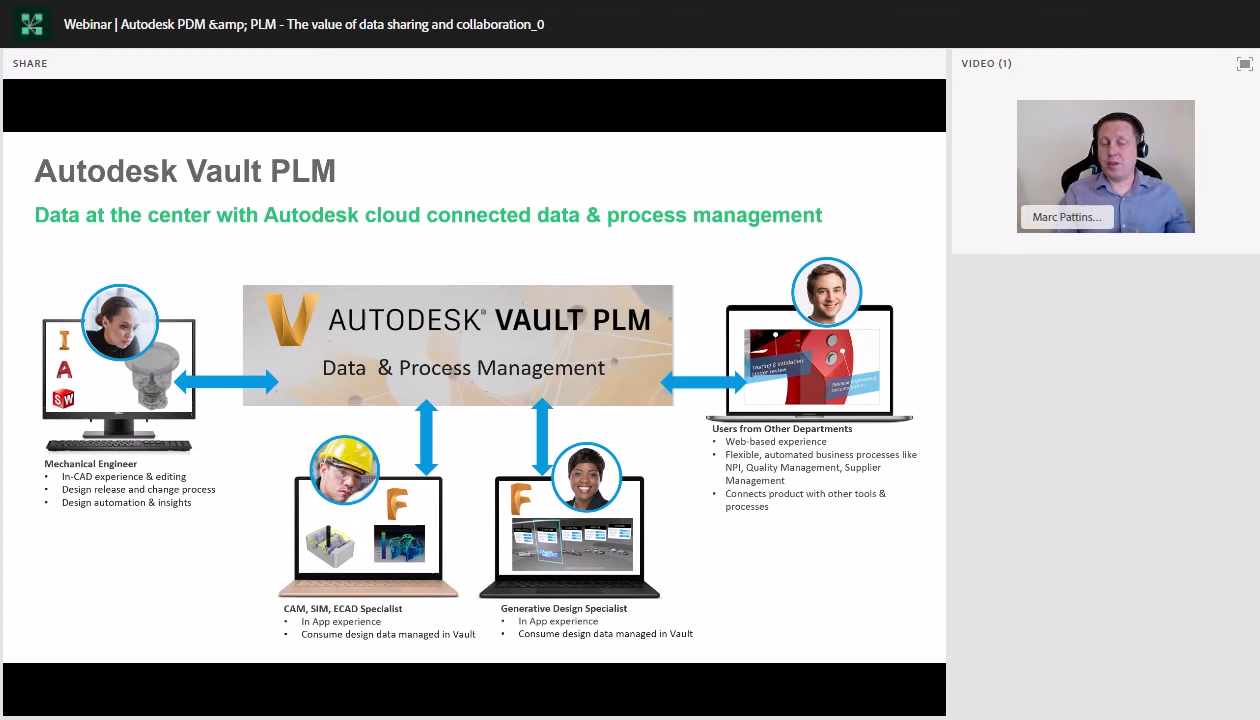 Webinar | Autodesk PDM &amp; PLM - The value of data sharing and collaboration_0
SHARE
VIDEO (1)
Marc Pattins...
Autodesk Vault PLM
Data at the center with Autodesk cloud connected data & process management
AUTODESK® VAULT PLM
Data & Process Management
I
A
SW
Testing & Validation
Under review
Mechanical Engineer
• In-CAD experience & editing
• Design release and change process
• Design automation & insights
Users from Other Departments
• Web-based experience
• Flexible, automated business processes like
NPI, Quality Management, Supplier
Management
• Connects product with other tools &
processes
F
F
CAM, SIM, ECAD Specialist
• In App experience
• Consume design data managed in Vault
Generative Design Specialist
• In App experience
• Consume design data managed in Vault